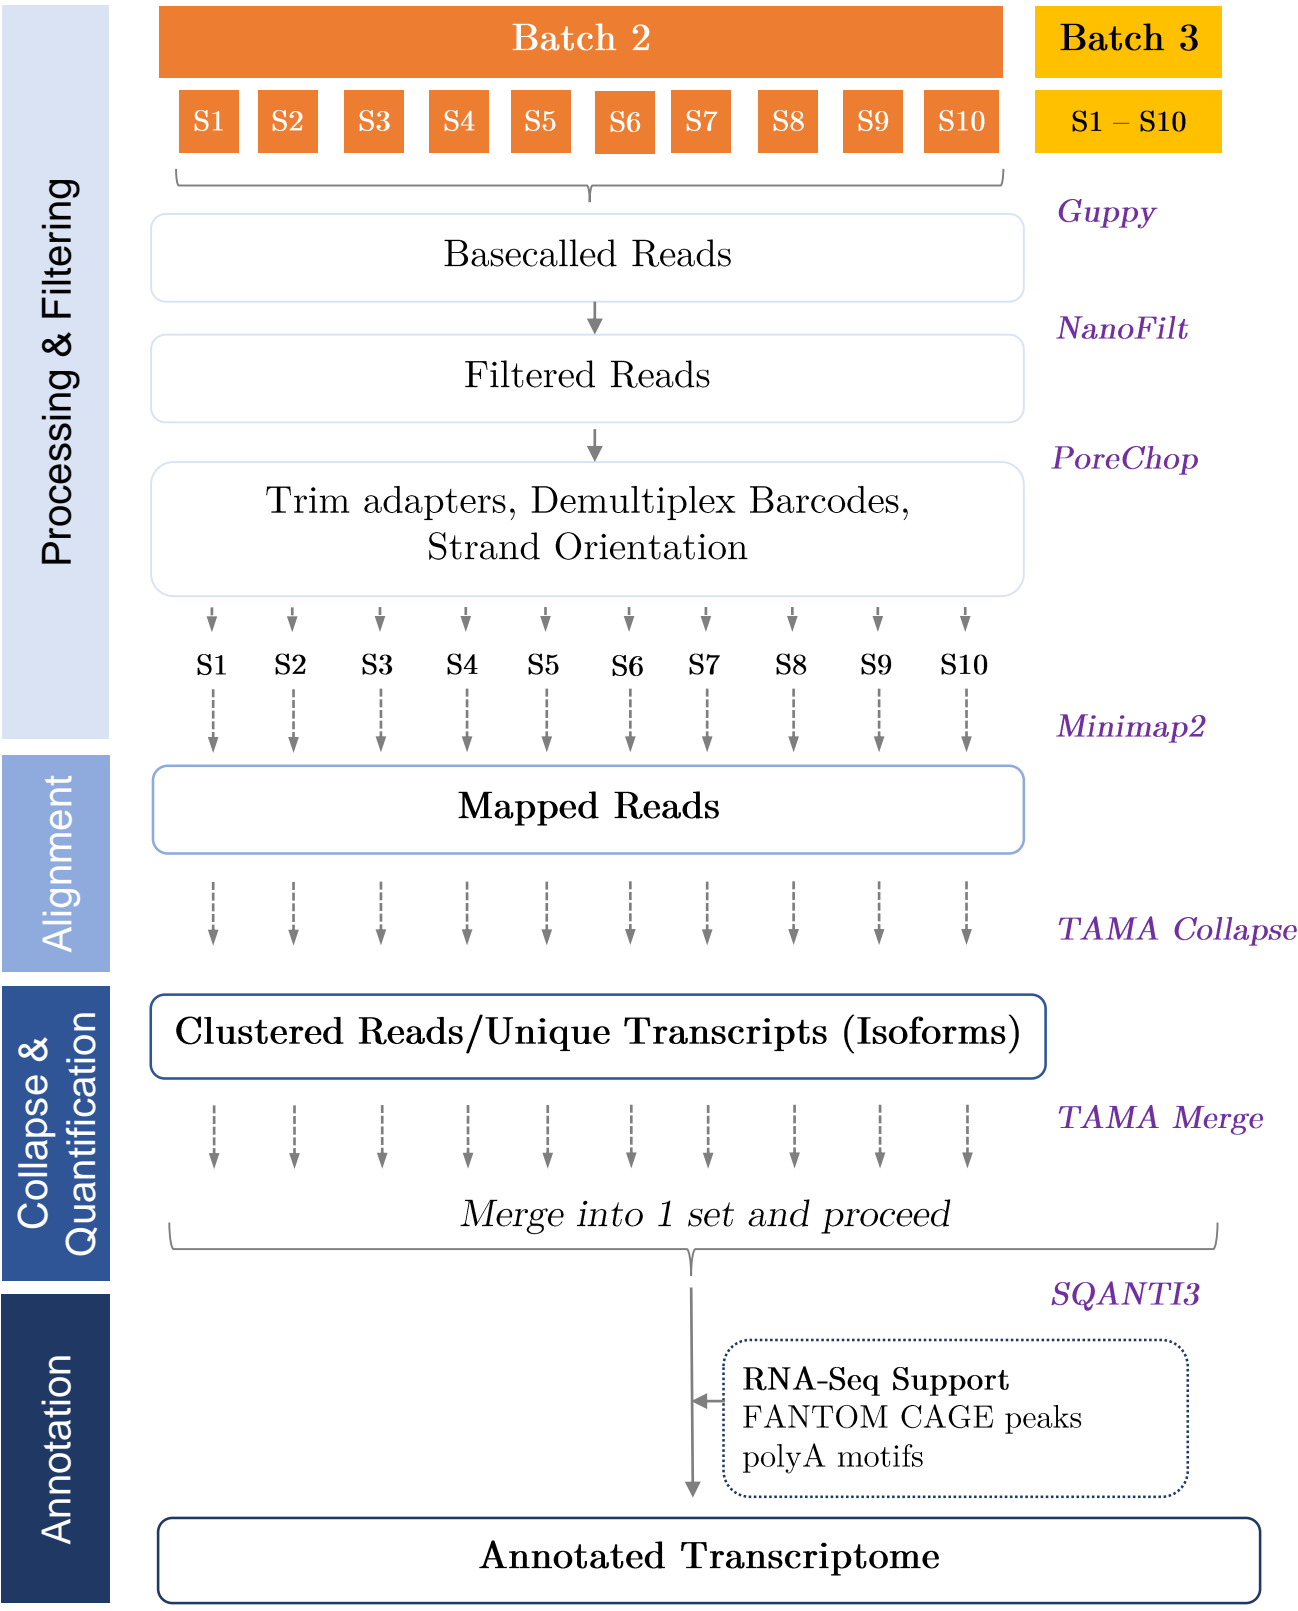 Batch 2
Batch 3
S1 S2 S3 S4 S5 S6 S7 S8 S9 S10
S1 – S10
Processing & Filtering
Guppy
Basecalled Reads
NanoFilt
Filtered Reads
PoreChop
Trim adapters, Demultiplex Barcodes,
Strand Orientation
S1 S2 S3 S4 S5 S6 S7 S8 S9 S10
Minimap2
Alignment
Mapped Reads
TAMA Collapse
Collapse &
Quantification
Clustered Reads/Unique Transcripts (Isoforms)
TAMA Merge
Merge into 1 set and proceed
SQANTI3
Annotation
RNA-Seq Support
FANTOM CAGE peaks
polyA motifs
Annotated Transcriptome